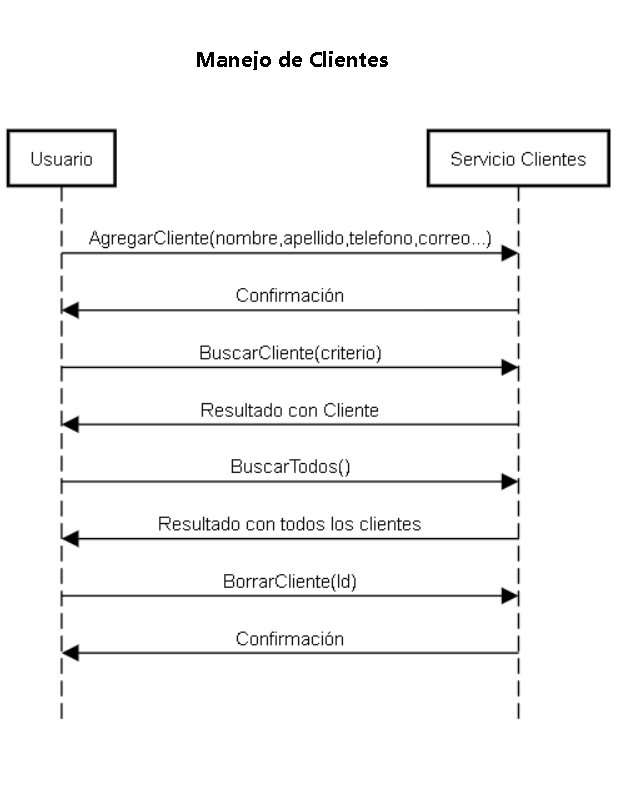 Manejo de Clientes
Usuario
Servicio Clientes
AgregarCliente(nombre,apellido,telefono,correo...)
Confirmación
BuscarCliente(criterio)
Resultado con Cliente
BuscarTodos()
Resultado con todos los clientes
BorrarCliente(Id)
Confirmación